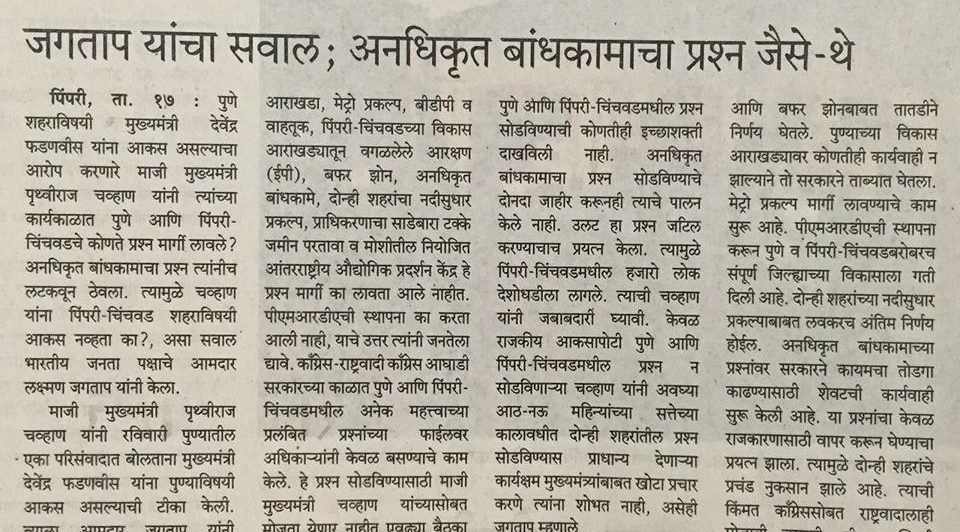 जगताप यांचा सवाल; अनधिकृत बांधकामाचा प्रश्न जैसे-थे
पिंपरी, ता. १७ : पुणे
शहराविषयी मुख्यमंत्री देवेंद्र
फडणवीस यांना आकस असल्याचा
आरोप करणारे माजी मुख्यमंत्री
पृथ्वीराज चव्हाण यांनी त्यांच्या
कार्यकाळात पुणे आणि पिंपरी-
चिंचवडचे कोणते प्रश्न मार्गी लावले?
अनधिकृत बांधकामाचा प्रश्न त्यांनीच
लटकवून ठेवला. त्यामुळे चव्हाण
यांना पिंपरी-चिंचवड शहराविषयी
आकस नव्हता का?, असा सवाल
भारतीय जनता पक्षाचे आमदार
लक्ष्मण जगताप यांनी केला.
माजी मुख्यमंत्री पृथ्वीराज
चव्हाण यांनी रविवारी पुण्यातील
एका परिसंवादात बोलताना मुख्यमंत्री
देवेंद्र फडणवीस यांना पुण्याविषयी
आकस असल्याची टिका केली.
त्याला आमदार जगताप यांनी
आराखडा, मेट्रो प्रकल्प, बीडीपी व
वाहतूक, पिंपरी-चिंचवडच्या विकास
आराखड्यातून वगळलेले आरक्षण
(ईपी), बफर झोन, अनधिकृत
बांधकामे, दोन्ही शहरांचा नदीसुधार
प्रकल्प, प्राधिकरणाचा साडेबारा टक्के
जमीन परतावा व मोशीतील नियोजित
आंतरराष्ट्रीय औद्योगिक प्रदर्शन केंद्र हे
प्रश्न मार्गी का लावता आले नाहीत.
पीएमआरडीएची स्थापना का करता
आली नाही, याचे उत्तर त्यांनी जनतेला
द्यावे. काँग्रेस-राष्ट्रवादी काँग्रेस आघाडी
सरकारच्या काळात पुणे आणि पिंपरी-
चिंचवडमधील अनेक महत्त्वाच्या
प्रलंबित प्रश्नांच्या फाईलवर
अधिकाऱ्यांनी केवळ बसण्याचे काम
केले. हे प्रश्न सोडविण्यासाठी माजी
मुख्यमंत्री चव्हाण यांच्यासोबत
मोजता येणार नाहीत एवढ्या बैठका
पुणे आणि पिंपरी-चिंचवडमधील प्रश्न
सोडविण्याची कोणतीही इच्छाशक्ती
दाखविली नाही. अनधिकृत
बांधकामाचा प्रश्न सोडविण्याचे
दोनदा जाहीर करूनही त्याचे पालन
केले नाही. उलट हा प्रश्न जटिल
करण्याचाच प्रयत्न केला. त्यामुळे
पिंपरी-चिंचवडमधील हजारो लोक
देशोधडीला लागले. त्याची चव्हाण
यांनी जबाबदारी घ्यावी. केवळ
राजकीय आकसापोटी पुणे आणि
पिंपरी-चिंचवडमधील प्रश्न न
सोडविणाऱ्या चव्हाण यांनी अवघ्या
आठ-नऊ महिन्यांच्या सत्तेच्या
कालावधीत दोन्ही शहरांतील प्रश्न
सोडविण्यास प्राधान्य देणाऱ्या
कार्यक्षम मुख्यमंत्र्यांबाबत खोटा प्रचार
करणे त्यांना शोभत नाही, असेही
जगताप म्हणाले
आणि बफर झोनबाबत तातडीने
निर्णय घेतले. पुण्याच्या विकास
आराखड्यावर कोणतीही कार्यवाही न
झाल्याने तो सरकारने ताब्यात घेतला.
मेट्रो प्रकल्प मार्गी लावण्याचे काम
सुरू आहे. पीएमआरडीएची स्थापना
करून पुणे व पिंपरी-चिंचवडबरोबरच
संपूर्ण जिल्ह्याच्या विकासाला गती
दिली आहे. दोन्ही शहरांच्या नदीसुधार
प्रकल्पाबाबत लवकरच अंतिम निर्णय
होईल. अनधिकृत बांधकामाच्या
प्रश्नांवर सरकारने कायमचा तोडगा
काढण्यासाठी शेवटची कार्यवाही
सुरू केली आहे. या प्रश्नांचा केवळ
राजकारणासाठी वापर करून घेण्याचा
प्रयत्न झाला. त्यामुळे दोन्ही शहरांचे
प्रचंड नुकसान झाले आहे. त्याची
किंमत काँग्रेससोबत राष्ट्रवादालाही